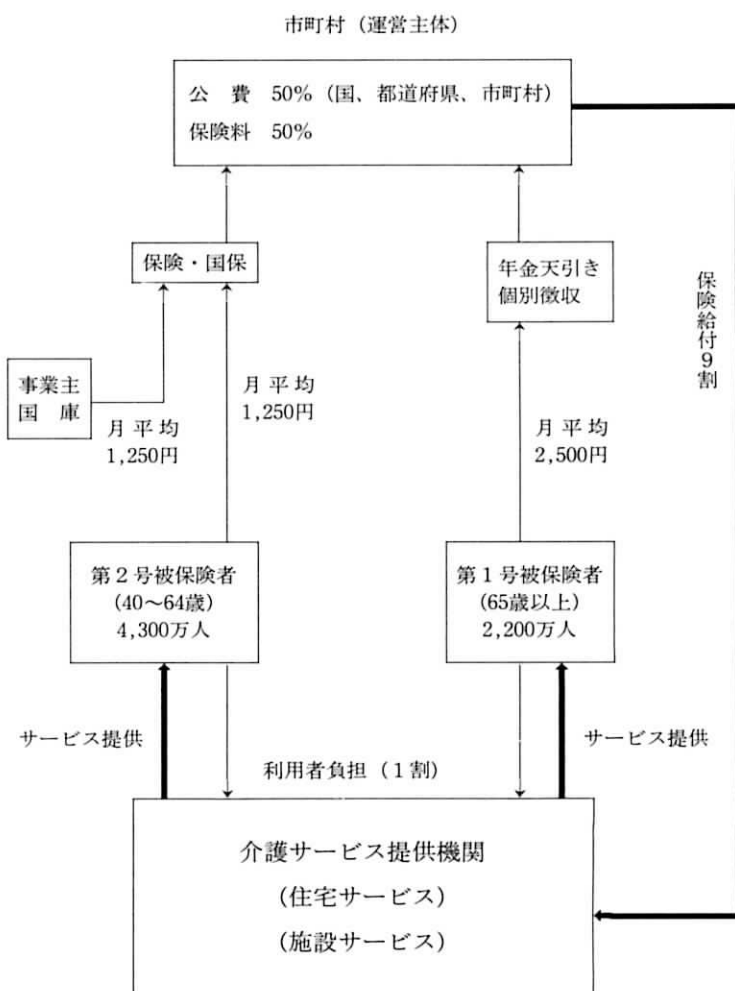 市町村（運営主体）
公　費　50%（国、都道府県、市町村）
保険料　50%
保険・国保
年金天引き
個別徴収
保険給付9割
事業主
国　庫
月 平 均
1,250円
月 平 均
1,250円
月 平 均
2,500円
第２号被保険者
(40～64歳)
4,300万人
第１号被保険者
(65歳以上)
2,200万人
サービス提供
サービス提供
利用者負担（１割）
介護サービス提供機関
(住宅サービス)
(施設サービス)